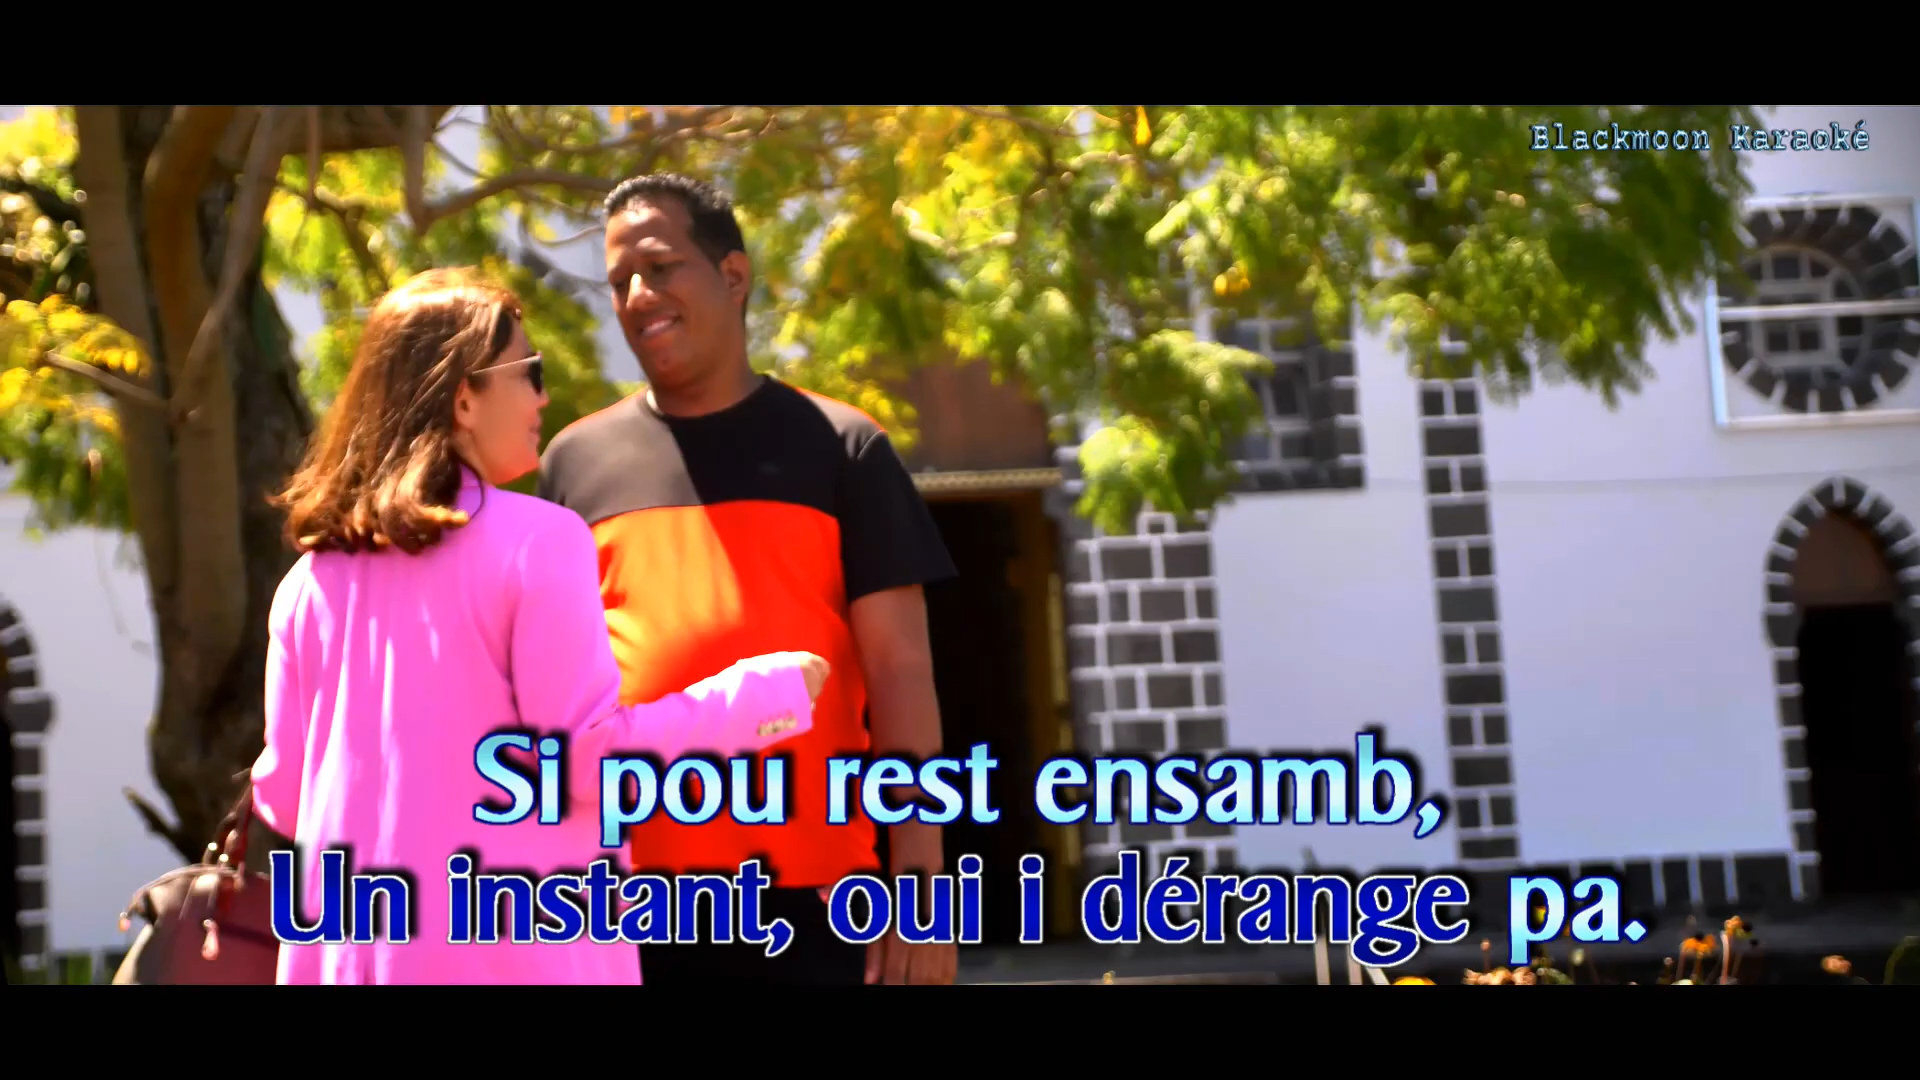 Blackmoon Karaoké
Si pou rest ensamb,
Un instant, oui i dérange pa.